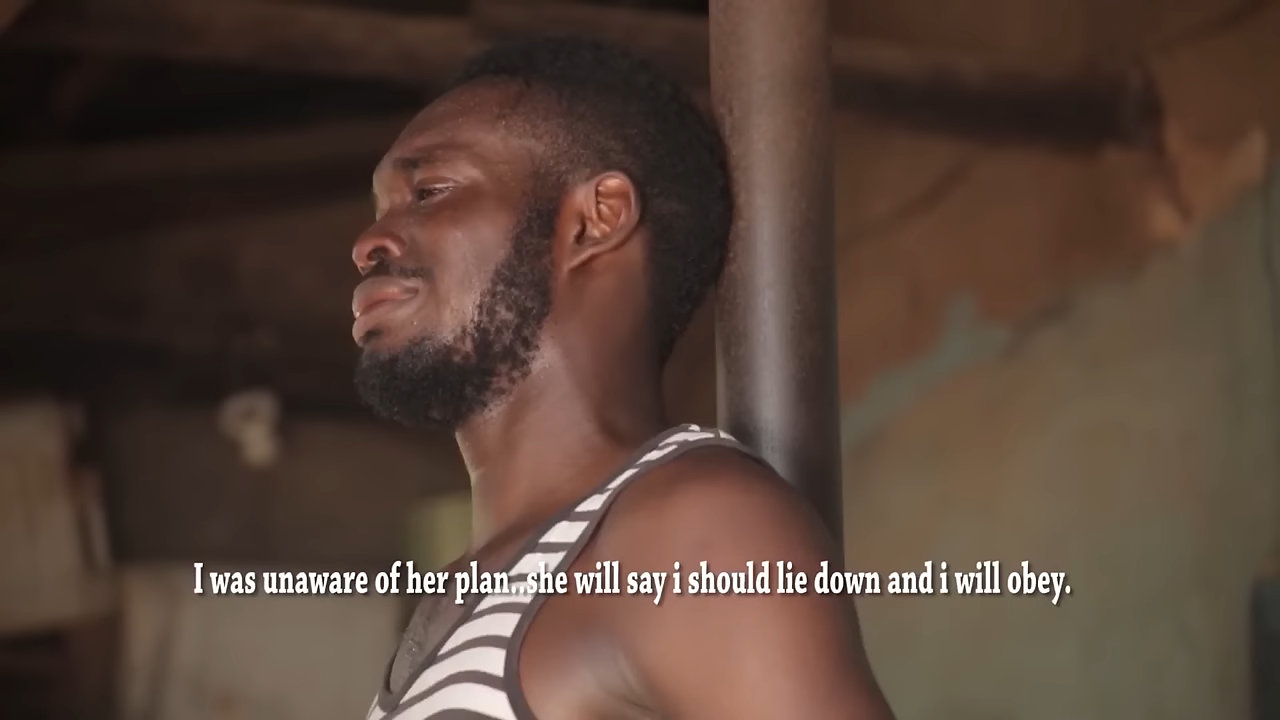 I was unaware of her plan..she will say i should lie down and i will obey.